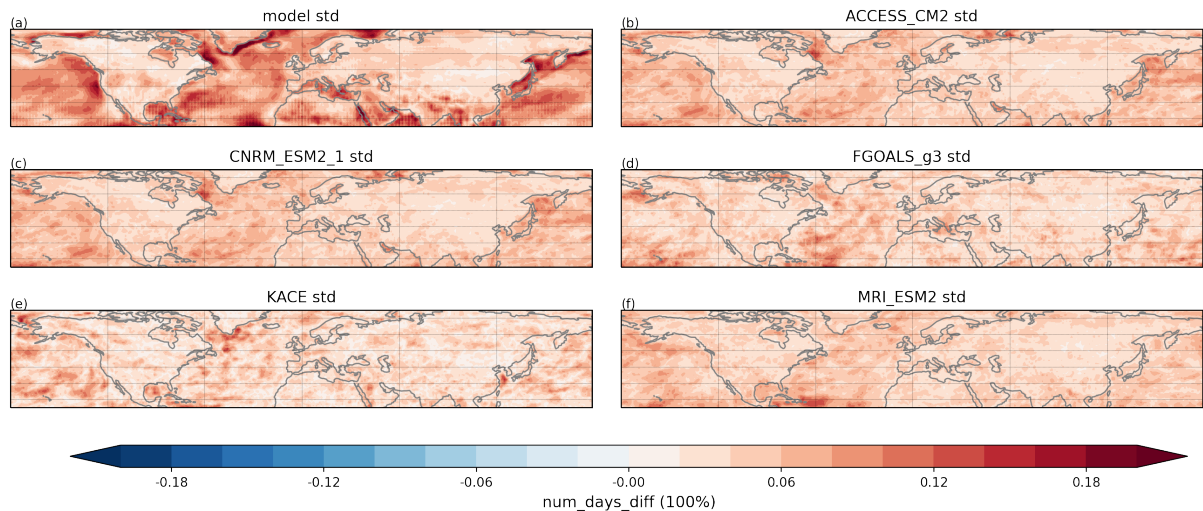 (a) model std
(b) ACCESS_CM2 std
(c) CNRM_ESM2_1 std
(d) FGOALS_g3 std
(e) KACE std
(f) MRI_ESM2 std
-0.18 -0.12 -0.06 -0.00 0.06 0.12 0.18
num_days_diff (100%)